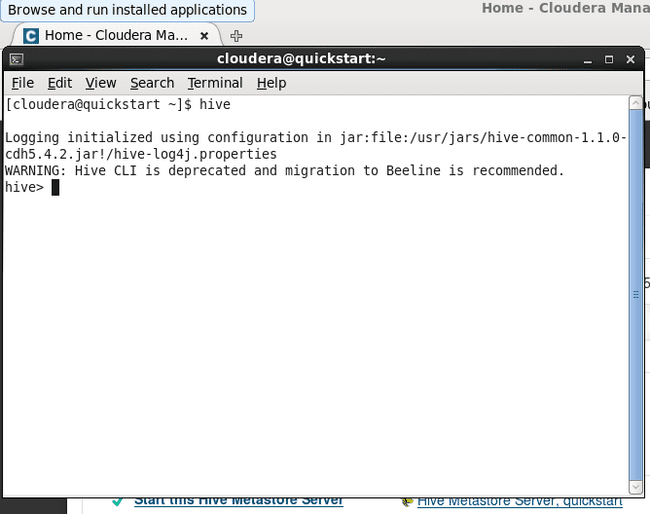 Browse and run installed applications
Home - Cloudera Mana
Home - Cloudera Ma...
cloudera@quickstart:~
File Edit View Search Terminal Help
[cloudera@quickstart ~]$ hive
Logging initialized using configuration in jar:file:/usr/jars/hive-common-1.1.0-
cdh5.4.2.jar!/hive-log4j.properties
WARNING: Hive CLI is deprecated and migration to Beeline is recommended.
hive>
Start this Hive Metastore Server
Hive Metastore Server, quickstart